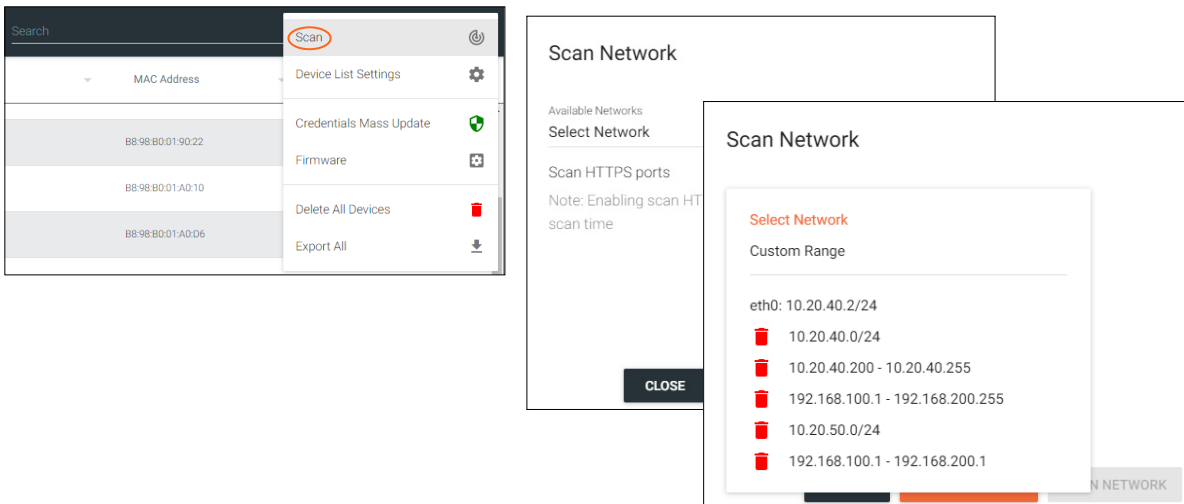 Search
Scan
MAC Address
Device List Settings
Credentials Mass Update
B8:98:B0:01:90:22
Firmware
B8:98:B0:01:A0:10
Delete All Devices
B8:98:B0:01:A0:D6
Export All
Scan Network
Available Networks
Select Network
Scan HTTPS ports
Note: Enabling scan HT
scan time
CLOSE
Scan Network
Select Network
Custom Range
eth0: 10.20.40.2/24
10.20.40.0/24
10.20.40.200 - 10.20.40.255
192.168.100.1 - 192.168.200.255
10.20.50.0/24
192.168.100.1 - 192.168.200.1
N NETWORK